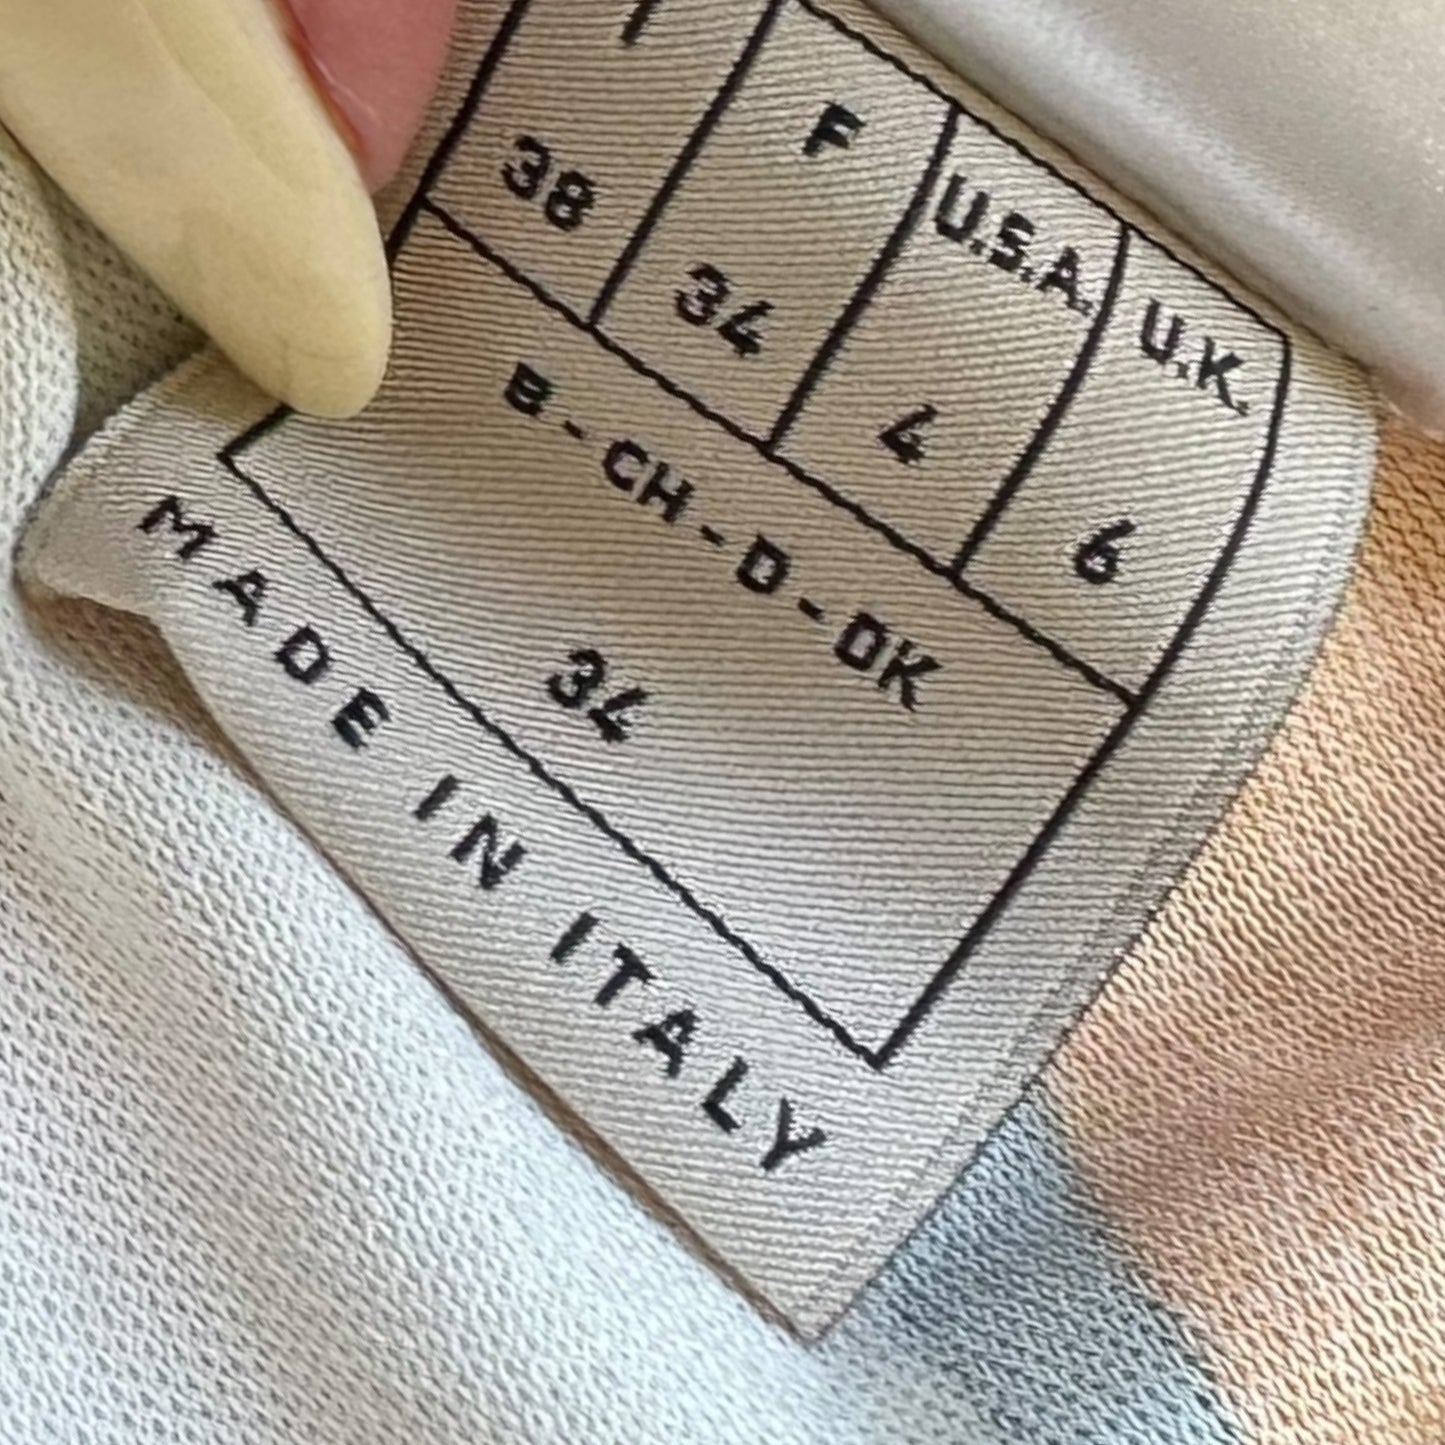 I F U.S.A. U.K.
38 34 4 6
B-CH-D-DK
34
MADE IN ITALY